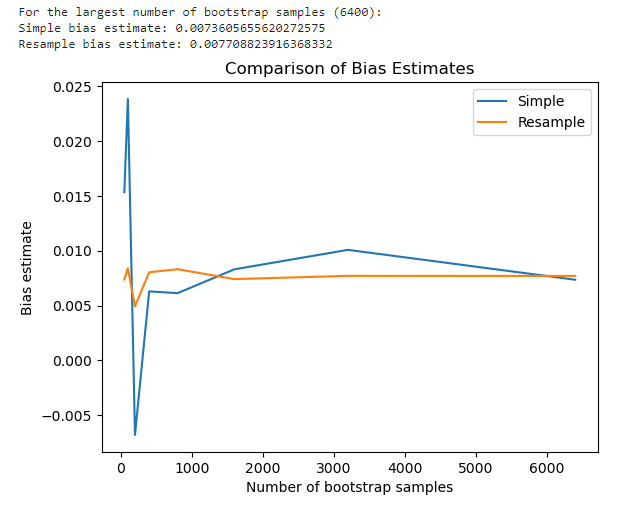 For the largest number of bootstrap samples (6400):
Simple bias estimate: 0.0073605655620272575
Resample bias estimate: 0.007708823916368332
Comparison of Bias Estimates
Simple
Resample
0.025
0.020
0.015
0.010
0.005
0.000
−0.005
Bias estimate
0 1000 2000 3000 4000 5000 6000
Number of bootstrap samples